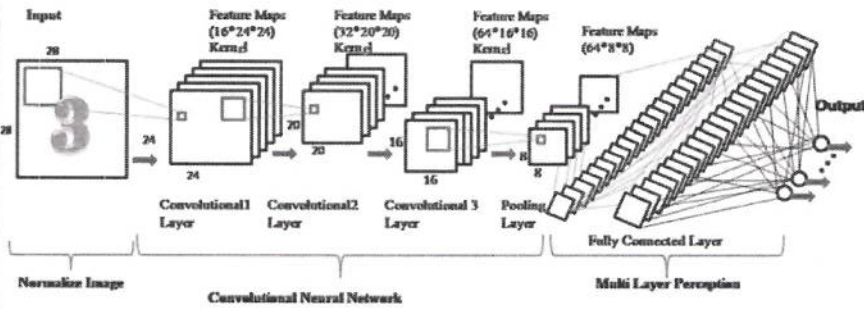 Input
Feature Maps
(16*24*24)
Kernel
Feature Maps
(32*20*20)
Kernel
Feature Maps
(64*16*16)
Kernel
Feature Maps
(64*8*8)
28
28
3
24
24
20
20
16
16
8
8
Output
Convolutional1
Layer
Convolutional2
Layer
Convolutional 3
Layer
Pooling
Layer
Fully Connected Layer
Normalize Image
Convolutional Neural Network
Multi Layer Perception